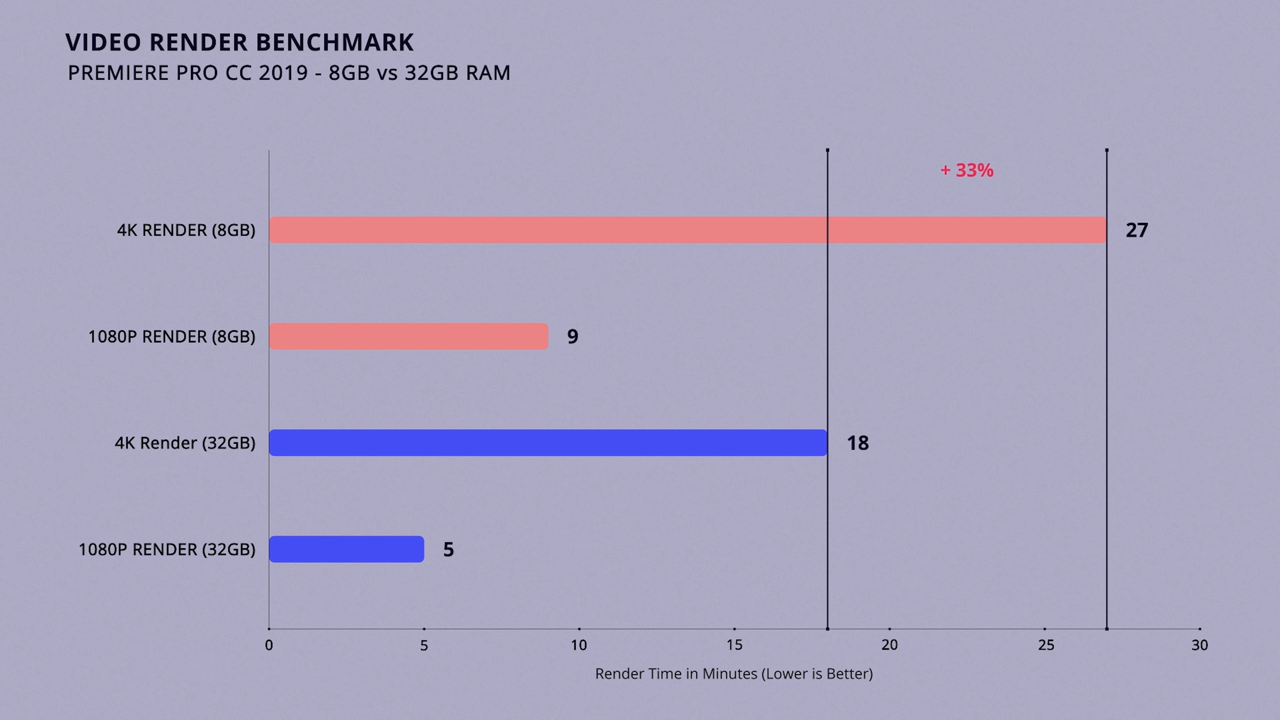 VIDEO RENDER BENCHMARK
PREMIERE PRO CC 2019 - 8GB vs 32GB RAM
+ 33%
4K RENDER (8GB)
27
1080P RENDER (8GB)
9
4K Render (32GB)
18
1080P RENDER (32GB)
5
0 5 10 15 20 25 30
Render Time in Minutes (Lower is Better)